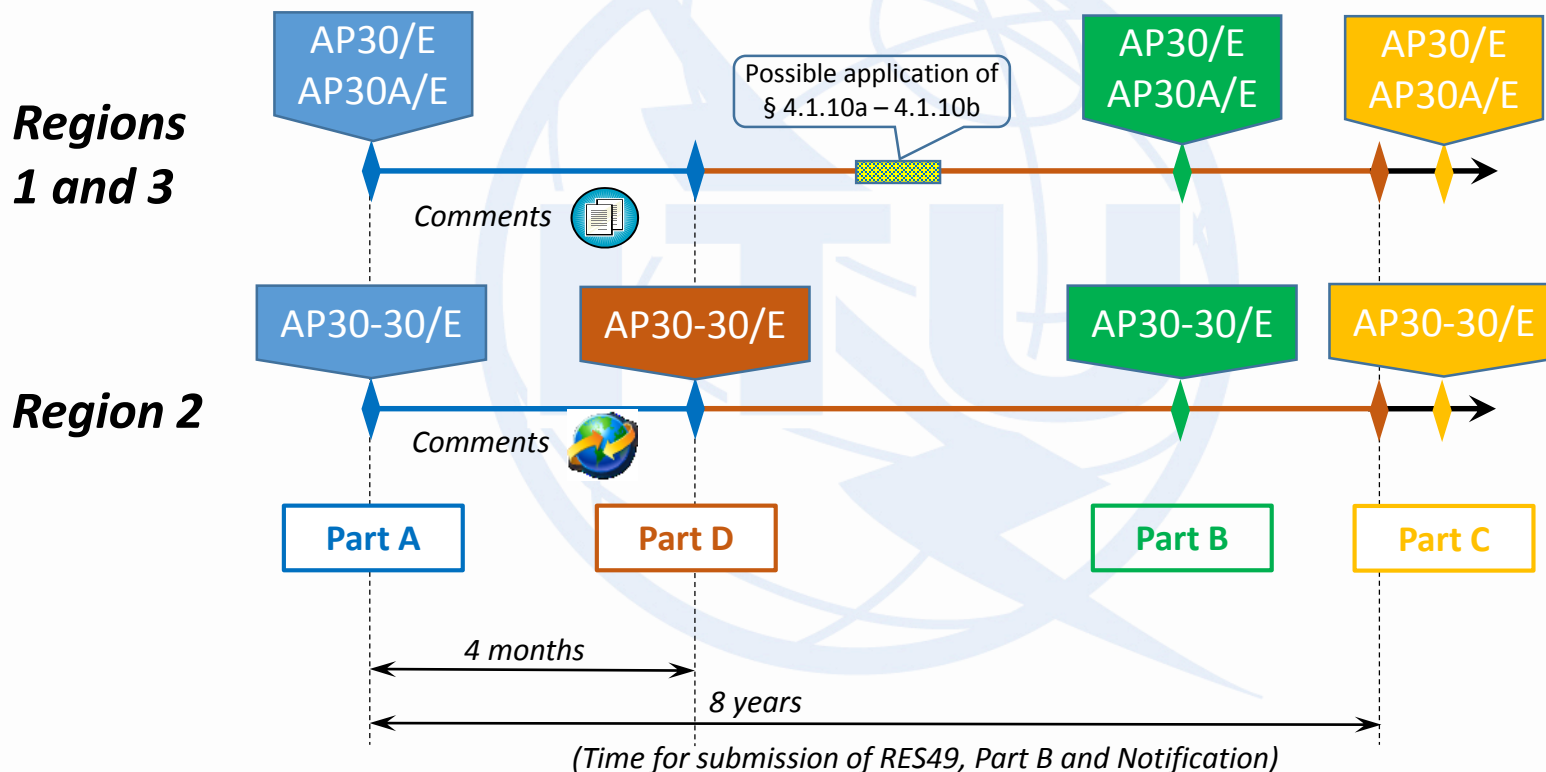 AP30/E
AP30A/E
AP30/E
AP30A/E
AP30/E
AP30A/E
Possible application of
§ 4.1.10a – 4.1.10b
Regions
1 and 3
Comments
AP30-30/E
AP30-30/E
AP30-30/E
AP30-30/E
Region 2
Comments
Part A
Part D
Part B
Part C
4 months
8 years
(Time for submission of RES49, Part B and Notification)
ITU